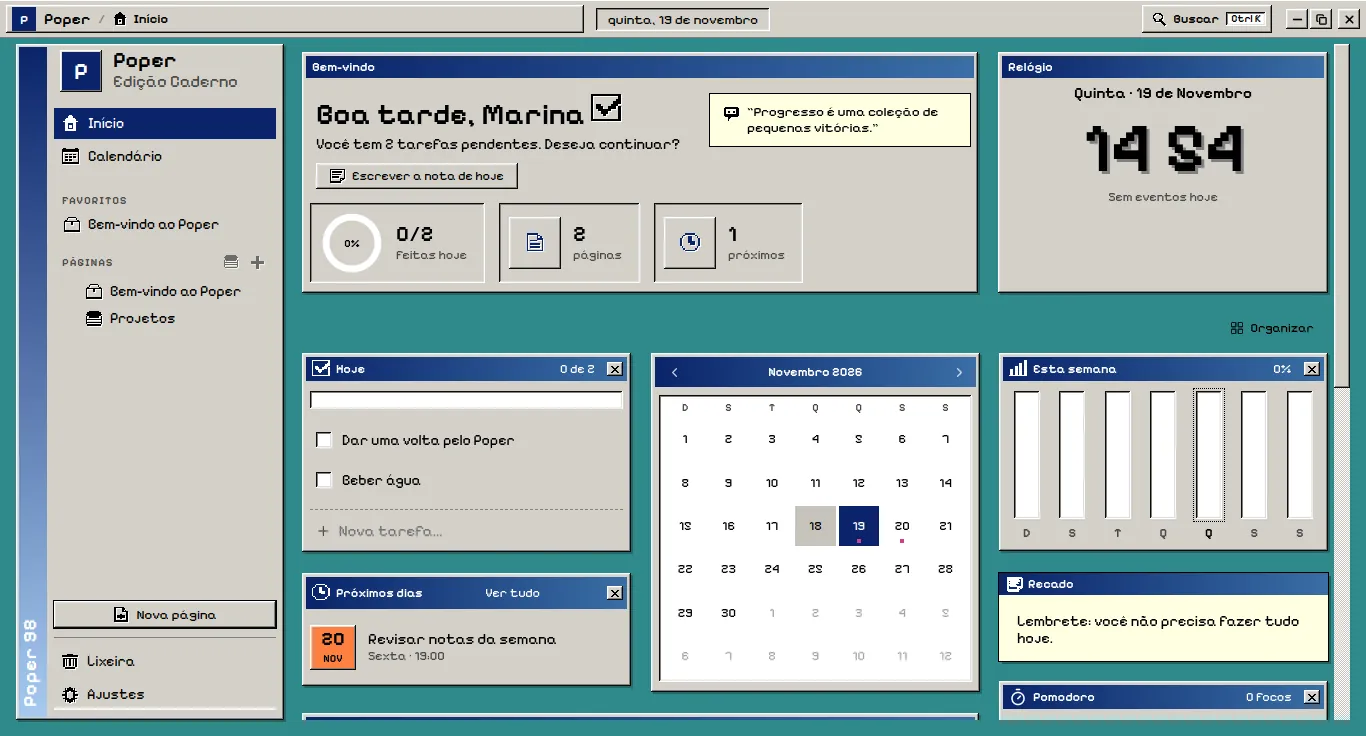 P Poper / Início
quinta, 19 de novembro
Buscar Ctrl K
P
Poper
Edição Caderno
Início
Calendário
FAVORITOS
Bem-vindo ao Poper
PÁGINAS
Bem-vindo ao Poper
Projetos
Nova página
Lixeira
Ajustes
Poper 98
Bem-vindo
Boa tarde, Marina
Você tem 2 tarefas pendentes. Deseja continuar?
Escrever a nota de hoje
“Progresso é uma coleção de
pequenas vitórias.”
0%
0/2
Feitas hoje
2
páginas
1
próximos
Relógio
Quinta · 19 de Novembro
14 54
Sem eventos hoje
Organizar
Hoje 0 de 2
Dar uma volta pelo Poper
Beber água
+ Nova tarefa...
Próximos dias Ver tudo
20
NOV
Revisar notas da semana
Sexta · 19:00
Novembro 2026
D S T Q Q S S
1 2 3 4 5 6 7
8 9 10 11 12 13 14
15 16 17 18 19 20 21
22 23 24 25 26 27 28
29 30 1 2 3 4 5
6 7 8 9 10 11 12
Esta semana 0%
D S T Q Q S S
Recado
Lembrete: você não precisa fazer tudo
hoje.
Pomodoro 0 focos